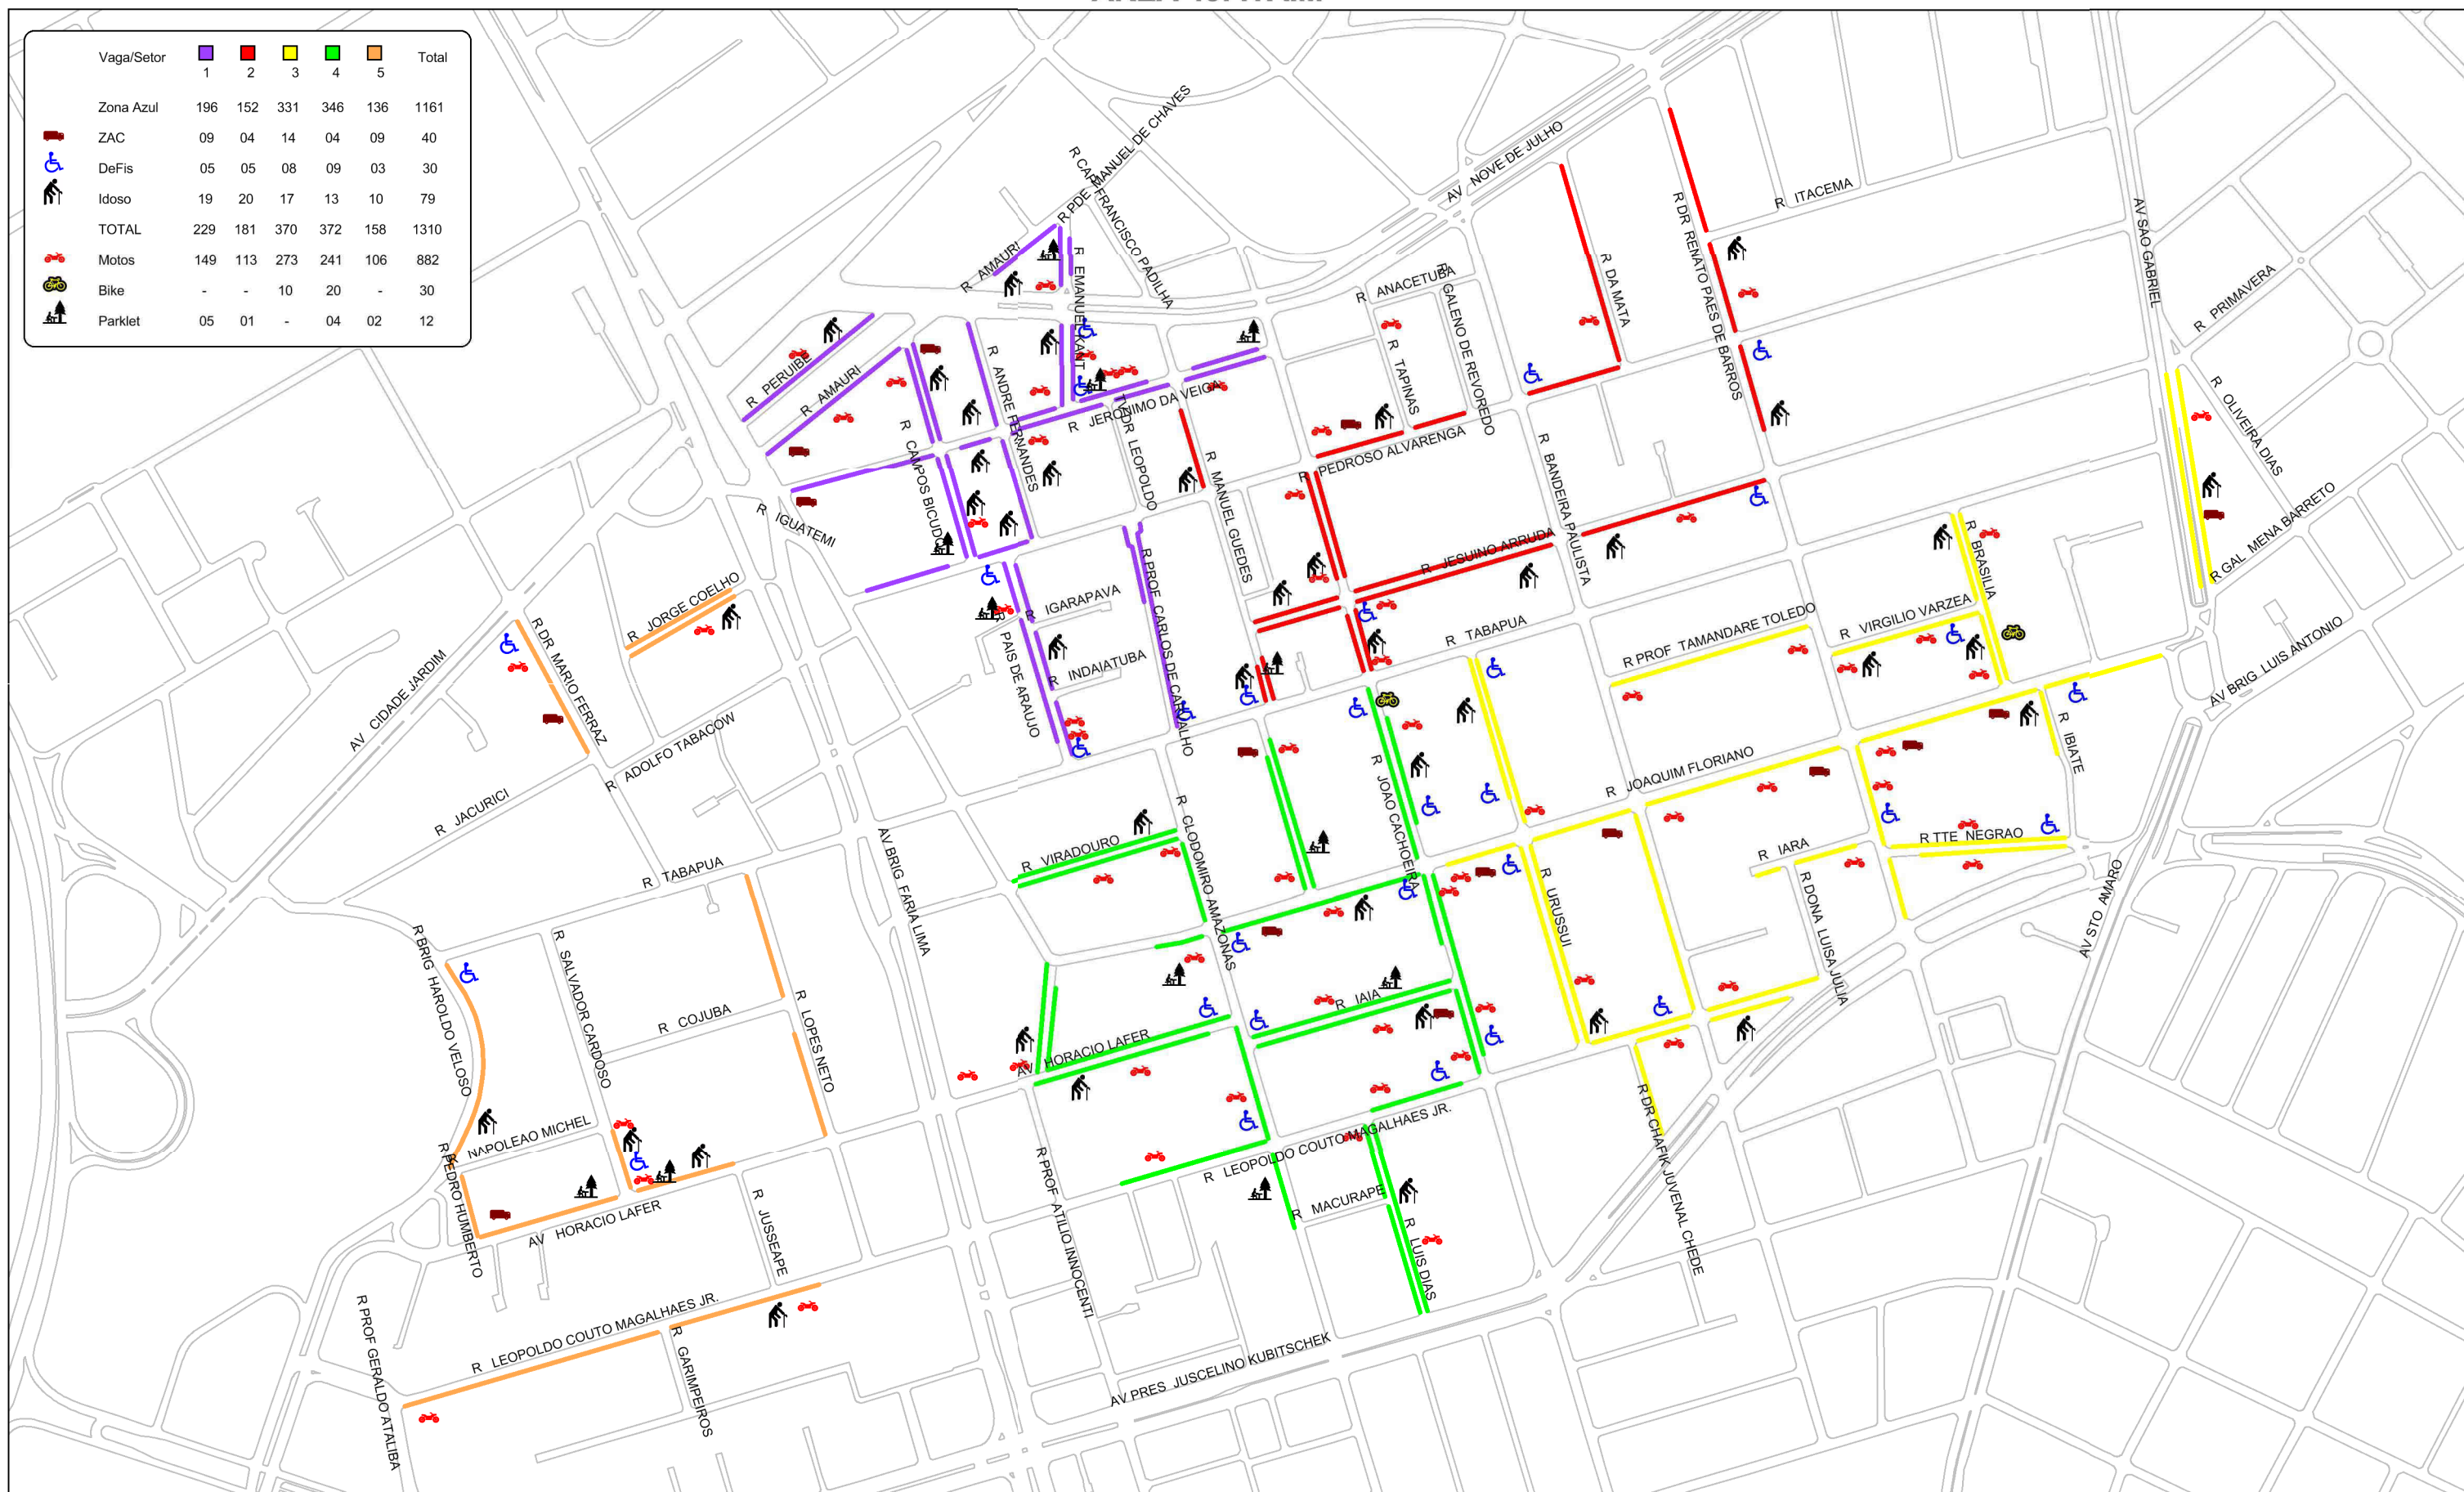 Vaga/Setor 1 2 3 4 5 Total
Zona Azul 196 152 331 346 136 1161
ZAC 09 04 14 04 09 40
DeFis 05 05 08 09 03 30
Idoso 19 20 17 13 10 79
TOTAL 229 181 370 372 158 1310
Motos 149 113 273 241 106 882
Bike - - 10 20 - 30
Parklet 05 01 - 04 02 12
R PDE MANUEL DE CHAVES
R CAP FRANCISCO PADILHA
AV NOVE DE JULHO
R ITACEMA
R DR RENATO PAES DE BARROS
AV SAO GABRIEL
R PRIMAVERA
R OLIVEIRA DIAS
R GAL MENA BARRETO
AV BRIG LUIS ANTONIO
R AMAURI
R EMANUEL KANT
R ANACETUBA
R GALENO DE REVOREDO
R DA MATA
R TAPINAS
R PERUIBE
R AMAURI
R ANDRE FERNANDES
R JERONIMO DA VEIGA
R CAMPOS BICUDO
TV DR LEOPOLDO
R MANUEL GUEDES
R PEDROSO ALVARENGA
R BANDEIRA PAULISTA
R IGUATEMI
R JESUINO ARRUDA
R BRASILIA
R JORGE COELHO
R IGARAPAVA
R PROF CARLOS DE CARVALHO
R TABAPUA
R PROF TAMANDARE TOLEDO
R VIRGILIO VARZEA
R DR MARIO FERRAZ
R PAIS DE ARAUJO
R INDAIATUBA
AV CIDADE JARDIM
R ADOLFO TABACOW
R JACURICI
R JOAO CACHOEIRA
R JOAQUIM FLORIANO
R IBIATE
R CLODOMIRO AMAZONAS
R VIRADOURO
AV BRIG FARIA LIMA
R TABAPUA
R URUSSUI
R IARA
R TTE NEGRAO
R DONA LUISA JULIA
AV STO AMARO
R BRIG HAROLDO VELOSO
R SALVADOR CARDOSO
R COJUBA
R LOPES NETO
R IAIA
AV HORACIO LAFER
R NAPOLEAO MICHEL
R PEDRO HUMBERTO
AV HORACIO LAFER
R JUSSEAPE
R PROF ATILIO INNOCENTI
R LEOPOLDO COUTO MAGALHAES JR.
R MACURAPE
R LUIS DIAS
R DR CHAFIK JUVENAL CHEDE
R PROF GERALDO ATALIBA
R LEOPOLDO COUTO MAGALHAES JR.
R GARIMPEIROS
AV PRES JUSCELINO KUBITSCHEK